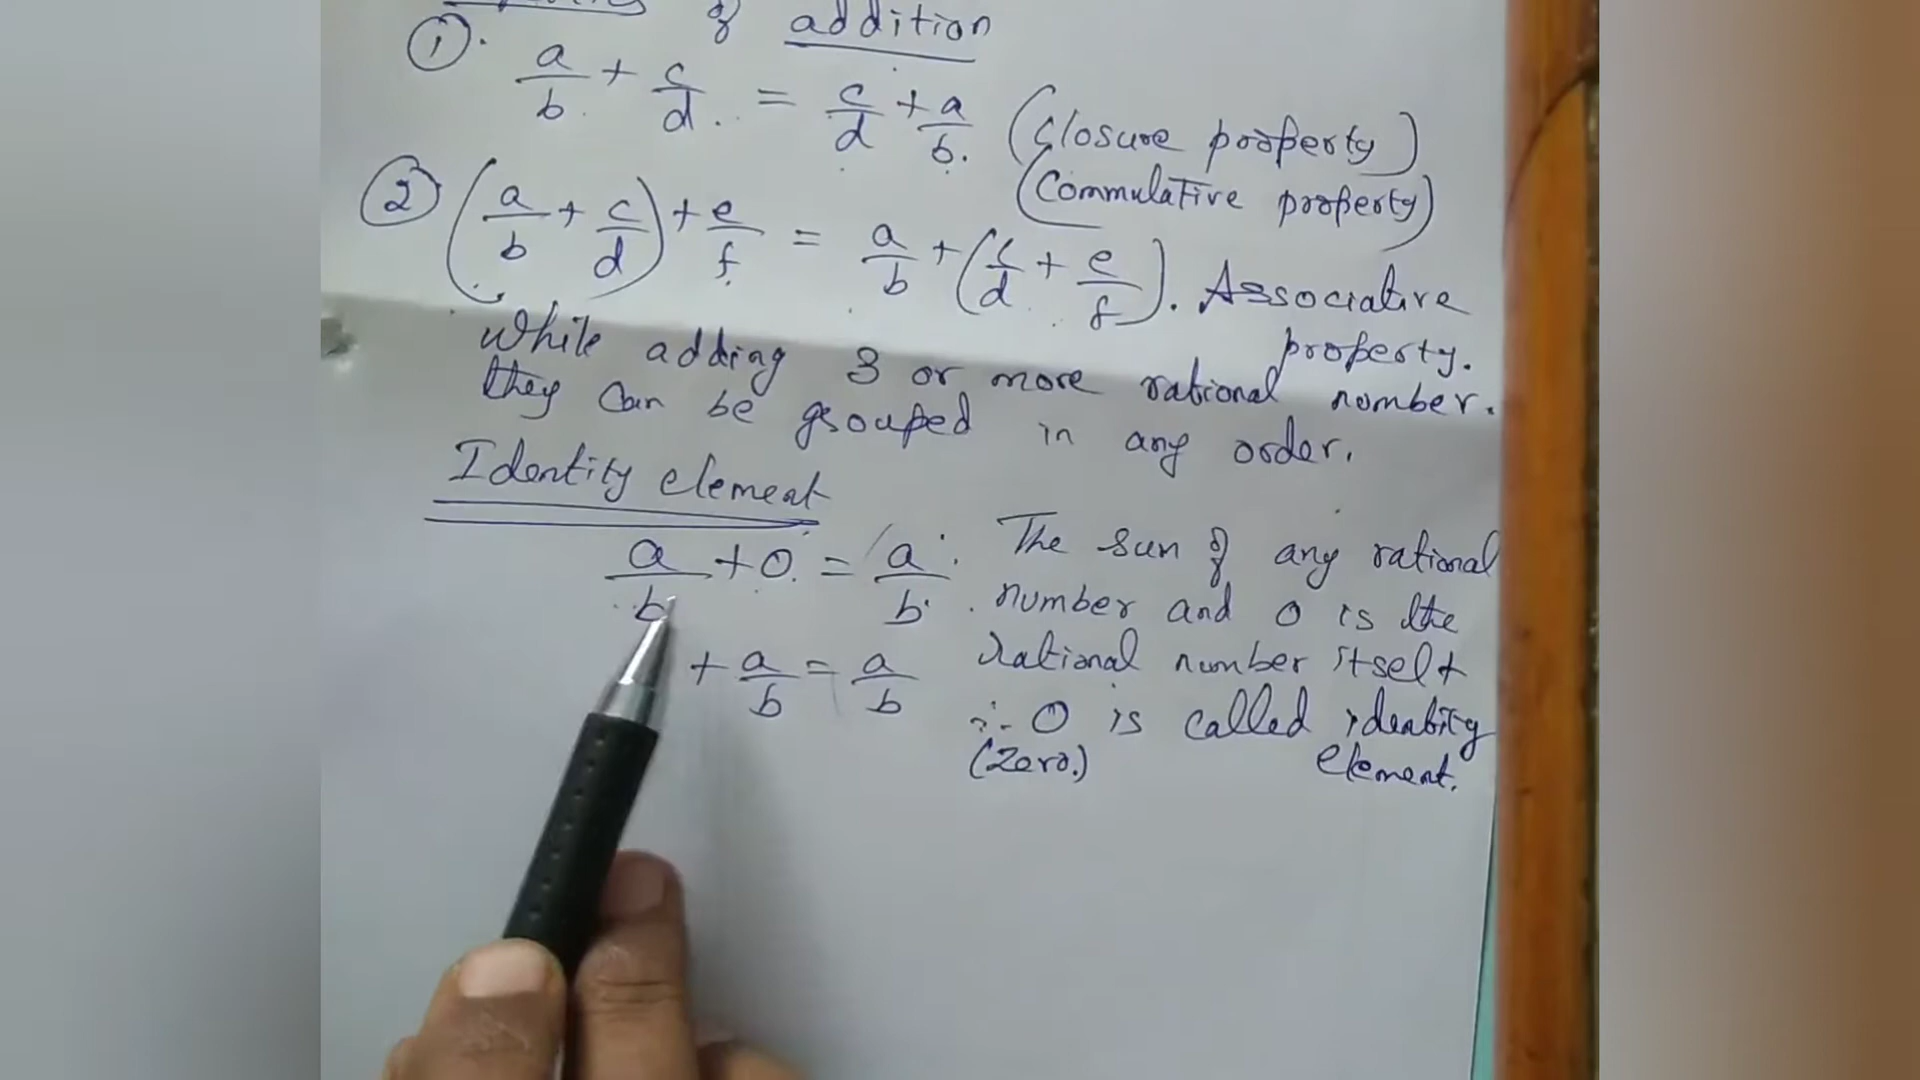 of addition
① a/b + c/d = c/d + a/b. (Closure property)
(Commulative property)
② (a/b + c/d) + e/f = a/b + (c/d + e/f). Associative
property.
While adding 3 or more rational number.
they can be grouped in any order.
Identity element
a/b + 0 = a/b. The sun of any rational
number and 0 is the
+ a/b = a/b rational number itself
∴ 0 is called identity
(Zero.) element.